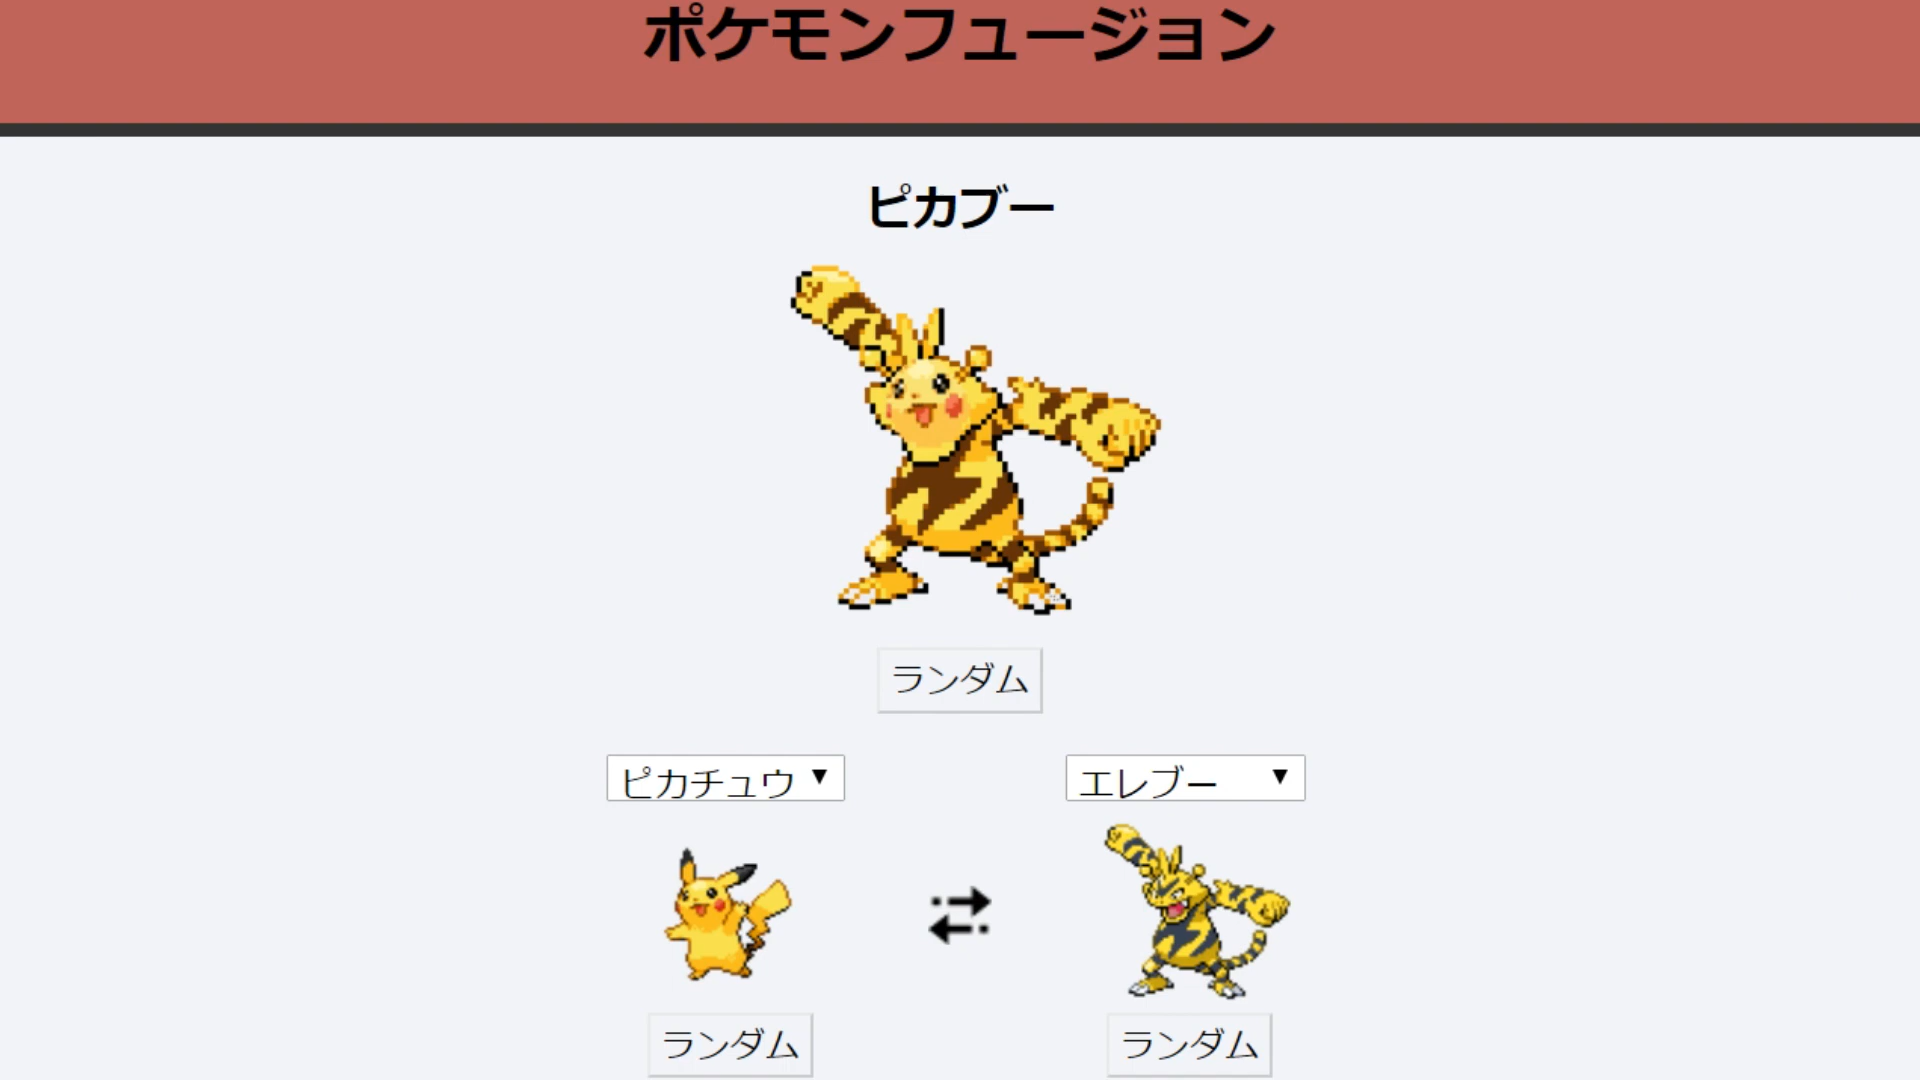 ポケモンフュージョン
ピカブー
ランダム
ピカチュウ ▼
エレブー ▼
ランダム
ランダム